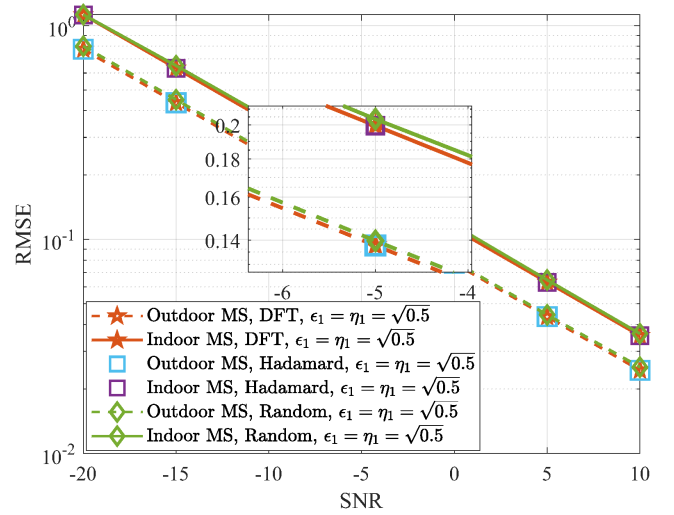 10^0
10^-1
10^-2
RMSE
0.2
0.18
0.16
0.14
-6
-5
-4
Outdoor MS, DFT, ϵ₁ = η₁ = √0.5
Indoor MS, DFT, ϵ₁ = η₁ = √0.5
Outdoor MS, Hadamard, ϵ₁ = η₁ = √0.5
Indoor MS, Hadamard, ϵ₁ = η₁ = √0.5
Outdoor MS, Random, ϵ₁ = η₁ = √0.5
Indoor MS, Random, ϵ₁ = η₁ = √0.5
-20 -15 -10 -5 0 5 10
SNR